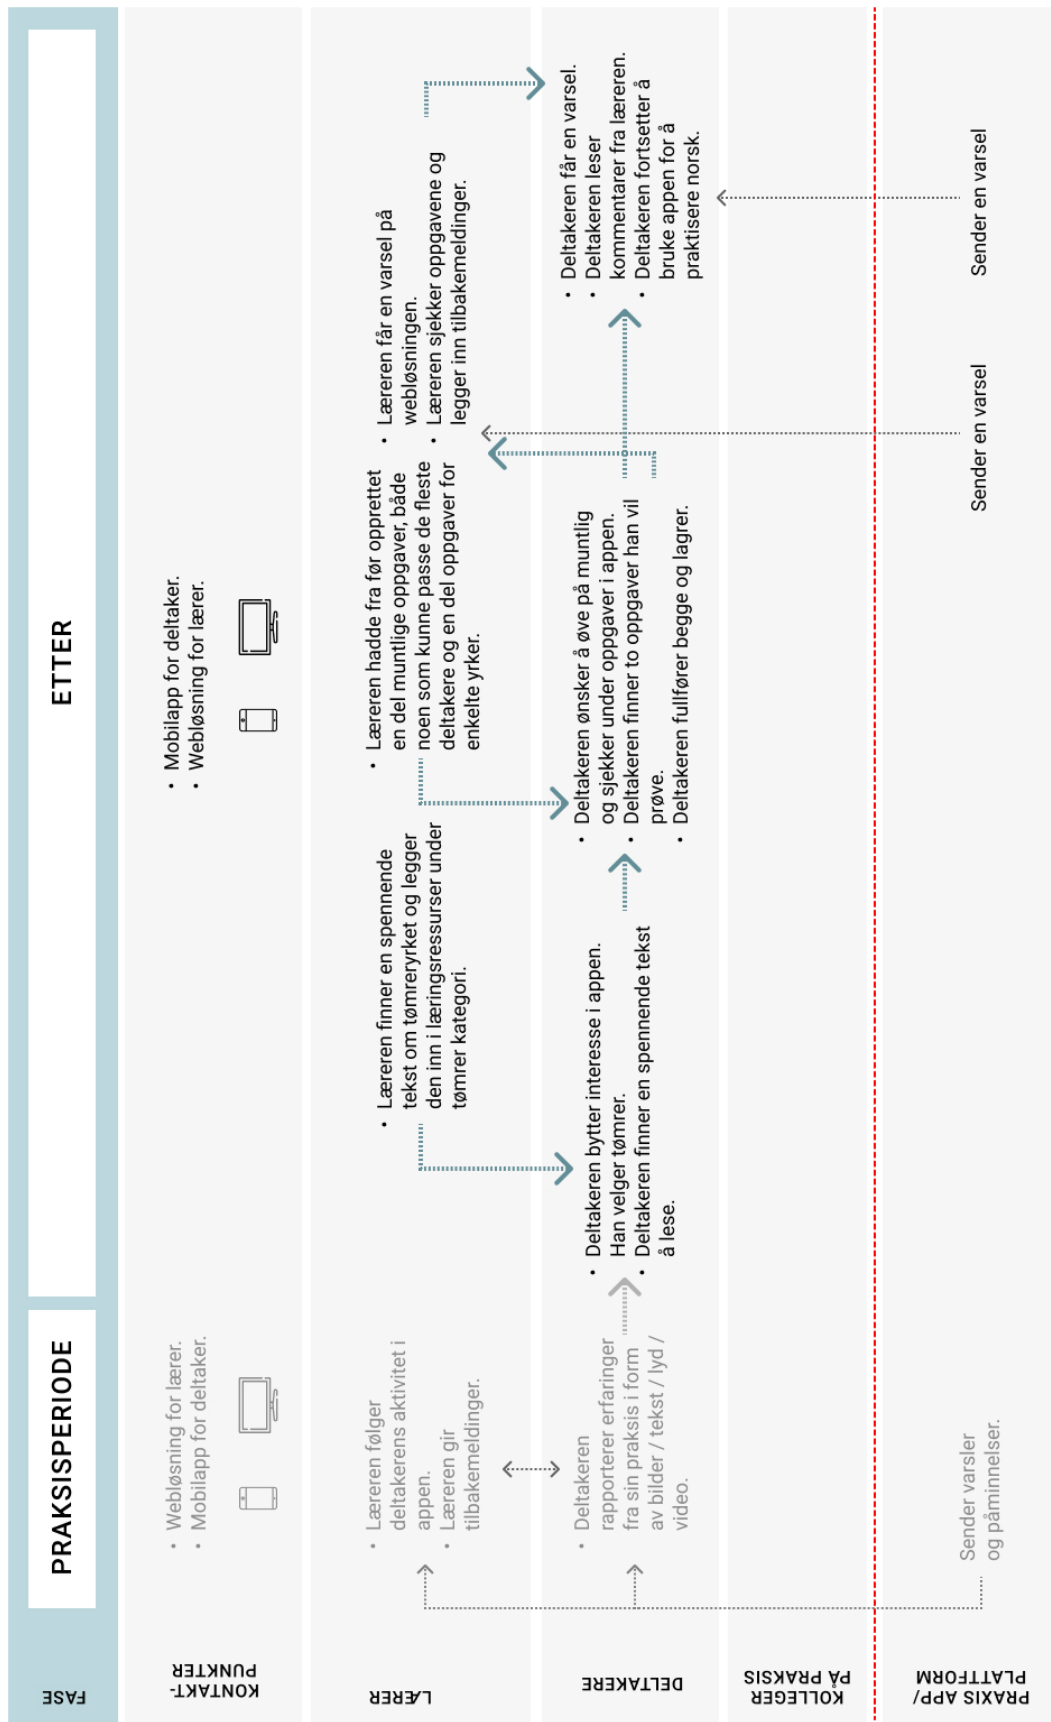 FASE
PRAKSISPERIODE
ETTER
KONTAKT-
PUNKTER
• Webløsning for lærer.
• Mobilapp for deltaker.
• Mobilapp for deltaker.
• Webløsning for lærer.
LÆRER
• Læreren følger
deltakerens aktivitet i
appen.
• Læreren gir
tilbakemeldinger.
• Læreren finner en spennende
tekst om tømreryrket og legger
den inn i læringsressurser under
tømrer kategori.
• Læreren hadde fra før opprettet
en del muntlige oppgaver, både
noen som kunne passe de fleste
deltakere og en del oppgaver for
enkelte yrker.
• Læreren får en varsel på
webløsningen.
• Læreren sjekker oppgavene og
legger inn tilbakemeldinger.
DELTAKERE
• Deltakeren
rapporterer erfaringer
fra sin praksis i form
av bilder / tekst / lyd /
video.
• Deltakeren bytter interesse i appen.
Han velger tømrer.
• Deltakeren finner en spennende tekst
å lese.
• Deltakeren ønsker å øve på muntlig
og sjekker under oppgaver i appen.
• Deltakeren finner to oppgaver han vil
prøve.
• Deltakeren fullfører begge og lagrer.
• Deltakeren får en varsel.
• Deltakeren leser
kommentarer fra læreren.
• Deltakeren fortsetter å
bruke appen for å
praktisere norsk.
KOLLEGER
PÅ PRAKSIS
PRAXIS APP/
PLATTFORM
Sender varsler
og påminnelser.
Sender en varsel
Sender en varsel